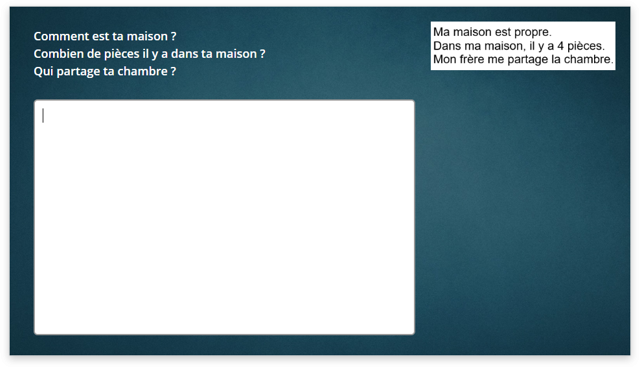 Comment est ta maison ?
Combien de pièces il y a dans ta maison ?
Qui partage ta chambre ?
Ma maison est propre.
Dans ma maison, il y a 4 pièces.
Mon frère me partage la chambre.